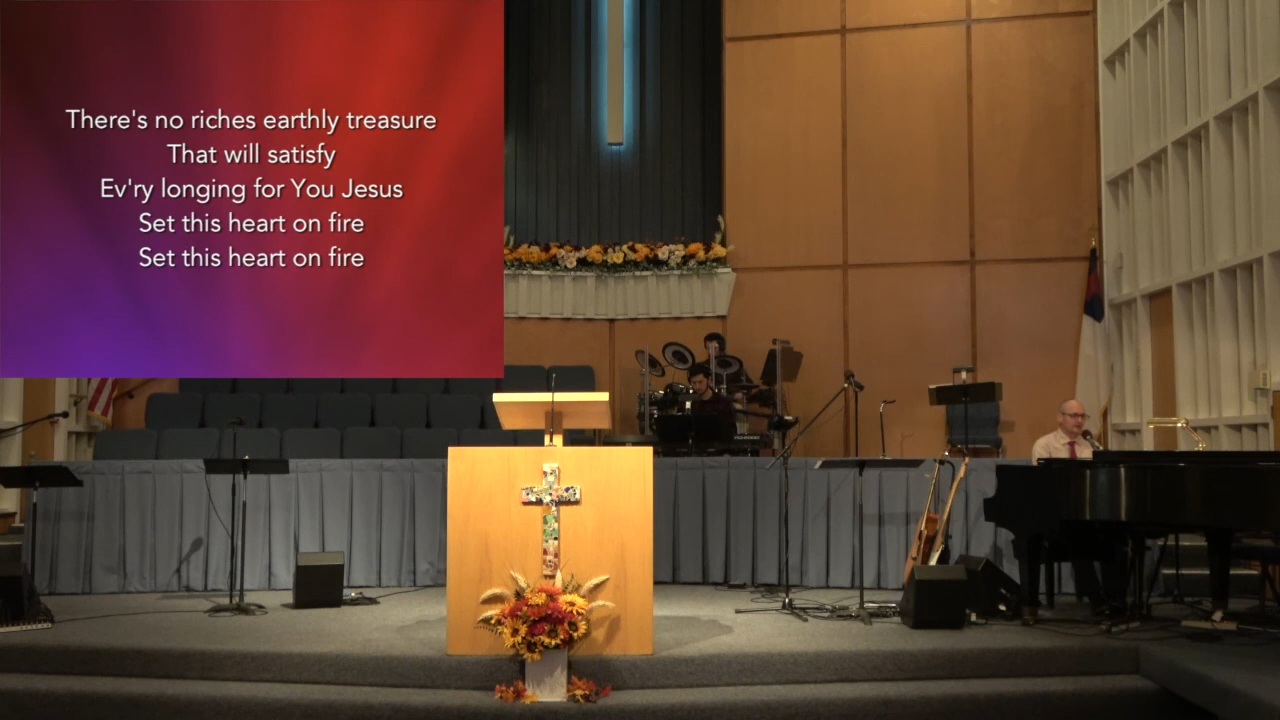 There's no riches earthly treasure
That will satisfy
Ev'ry longing for You Jesus
Set this heart on fire
Set this heart on fire